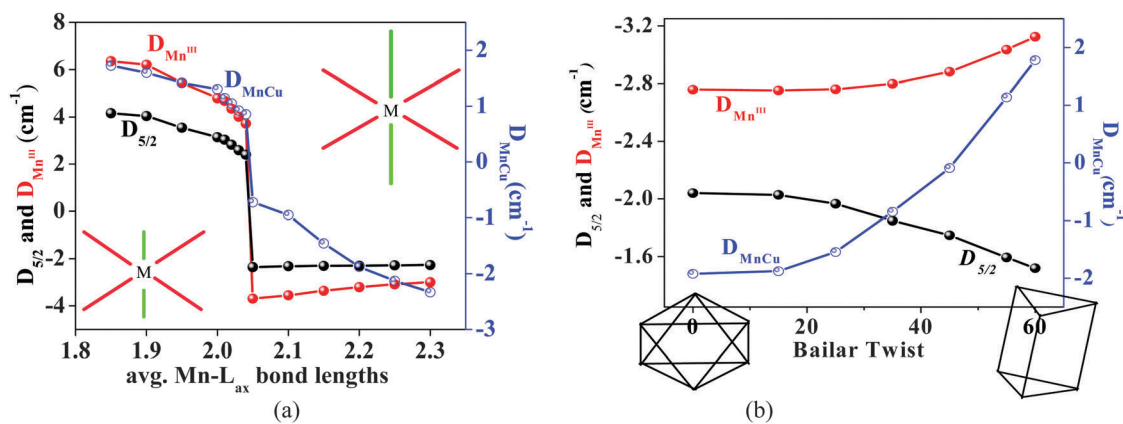 8
6
4
2
0
-2
-4
D5/2 and DMnIII (cm-1)
DMnIII
DMnCu
D5/2
M
M
2
1
0
-1
-2
-3
DMnCu(cm-1)
1.8 1.9 2.0 2.1 2.2 2.3
avg. Mn-Lax bond lengths
(a)
-3.2
-2.8
-2.4
-2.0
-1.6
D5/2 and DMnIII (cm-1)
DMnIII
DMnCu
D5/2
2
1
0
-1
-2
DMnCu(cm-1)
0 20 40 60
Bailar Twist
(b)